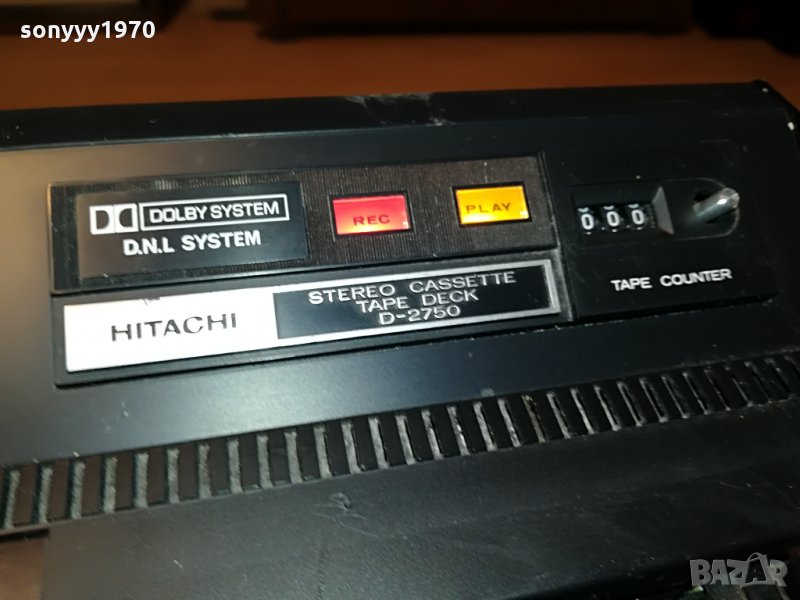 sonyyy1970
DOLBY SYSTEM
D.N.L SYSTEM
REC
PLAY
000
TAPE COUNTER
HITACHI
STEREO CASSETTE
TAPE DECK
D-2750
BAZAR